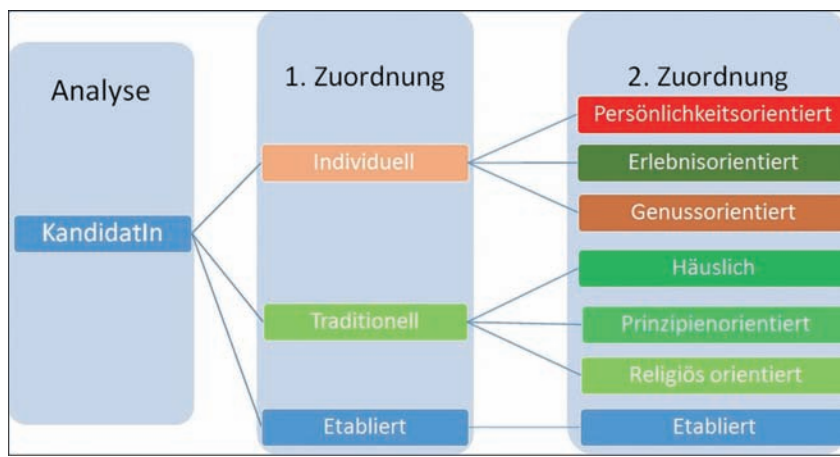 Analyse
KandidatIn
1. Zuordnung
Individuell
Traditionell
Etabliert
2. Zuordnung
Persönlichkeitsorientiert
Erlebnisorientiert
Genussorientiert
Häuslich
Prinzipienorientiert
Religiös orientiert
Etabliert